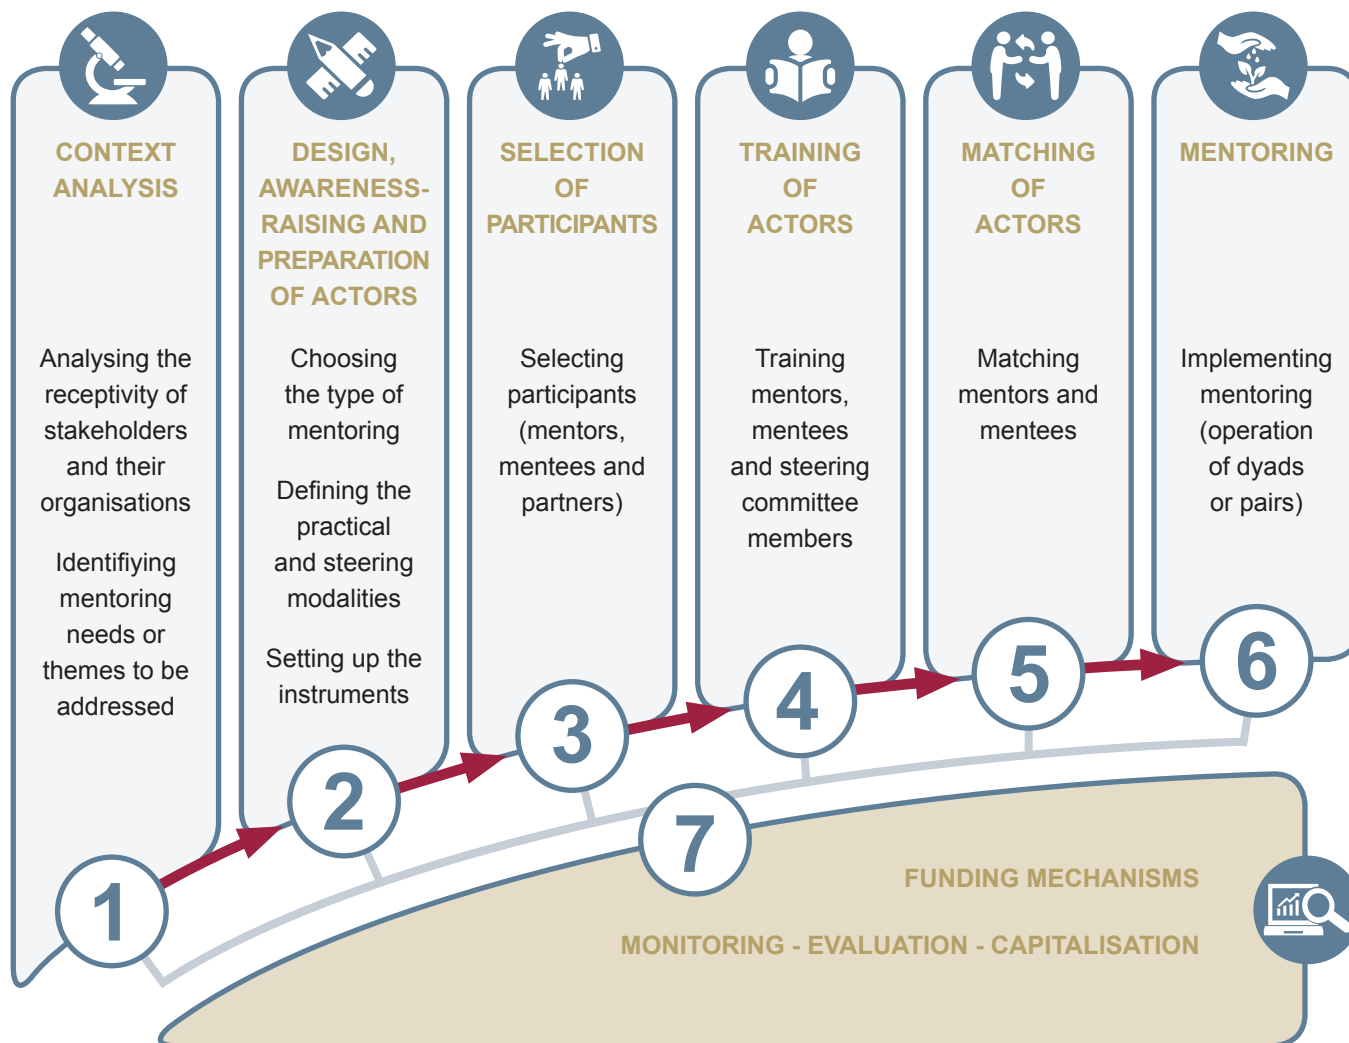 CONTEXT
ANALYSIS
Analysing the
receptivity of
stakeholders
and their
organisations
Identifiying
mentoring
needs or
themes to be
addressed
1
DESIGN,
AWARENESS-
RAISING AND
PREPARATION
OF ACTORS
Choosing
the type of
mentoring
Defining the
practical
and steering
modalities
Setting up the
instruments
2
SELECTION
OF
PARTICIPANTS
Selecting
participants
(mentors,
mentees and
partners)
3
TRAINING
OF
ACTORS
Training
mentors,
mentees
and steering
committee
members
4
MATCHING
OF
ACTORS
Matching
mentors and
mentees
5
MENTORING
Implementing
mentoring
(operation
of dyads
or pairs)
6
7
FUNDING MECHANISMS
MONITORING - EVALUATION - CAPITALISATION